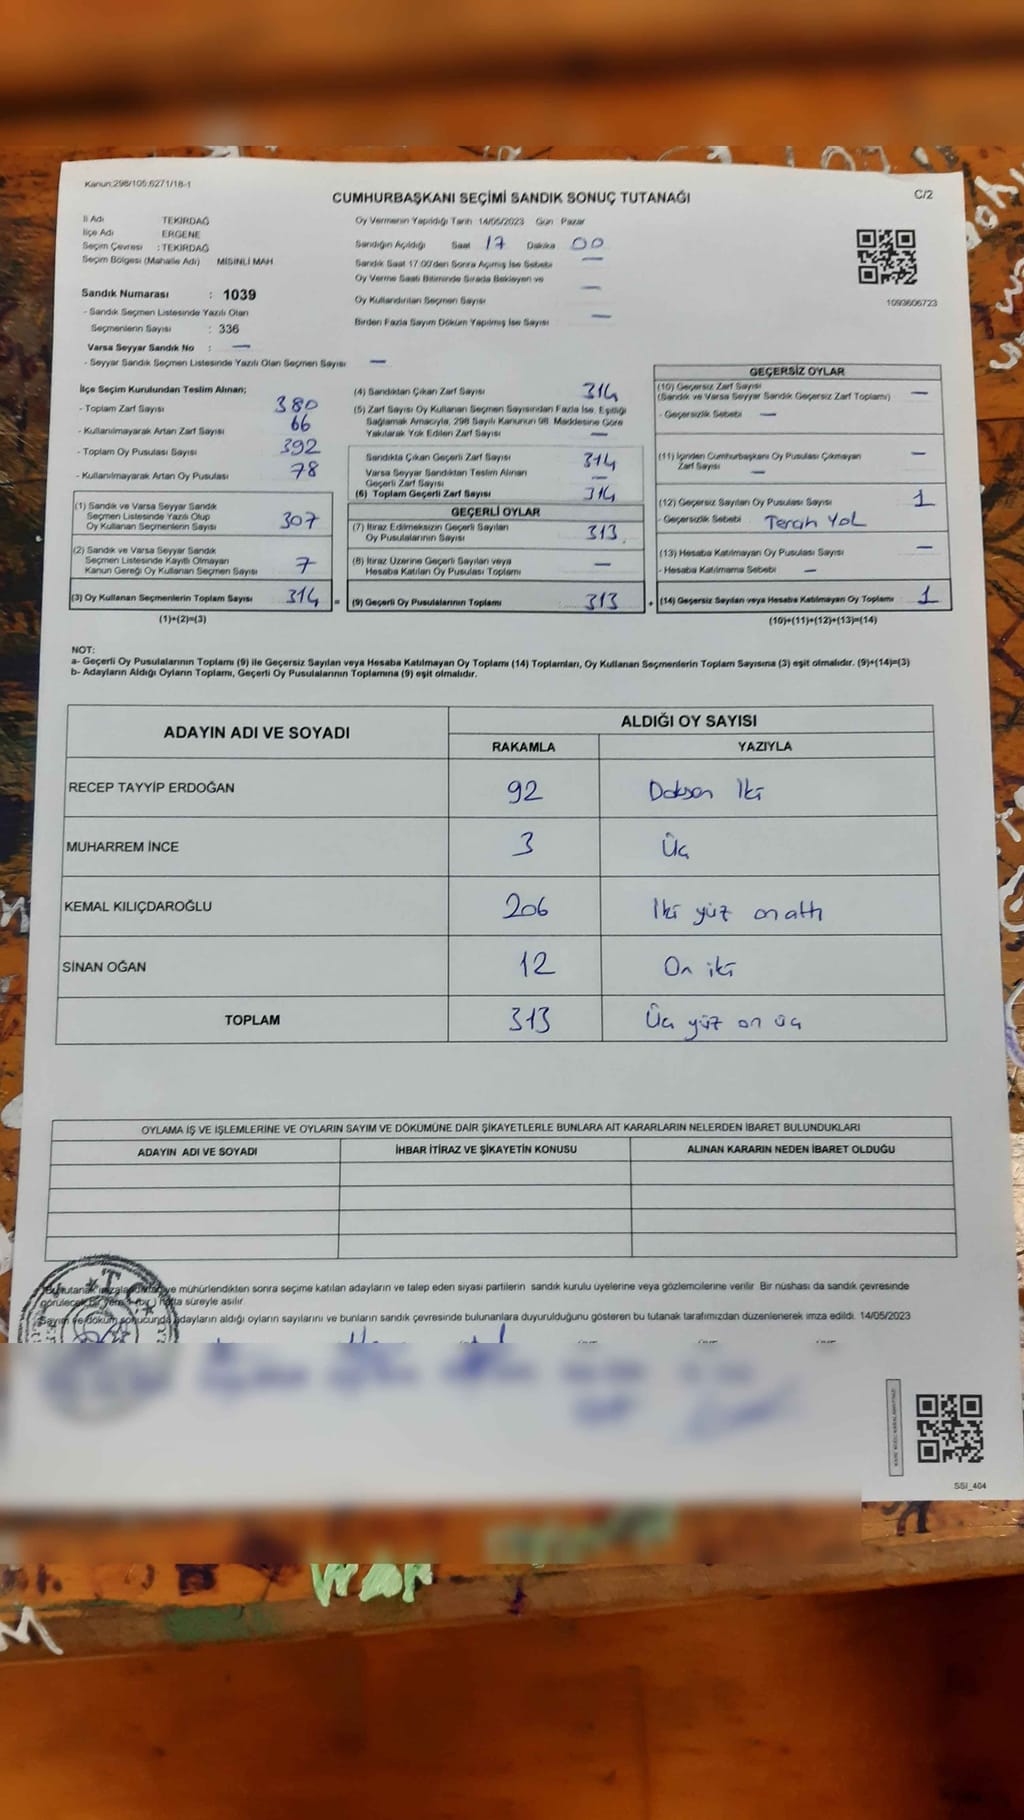 Kanun:298/105;6271/18-1
CUMHURBAŞKANI SEÇİMİ SANDIK SONUÇ TUTANAĞI
C/2
İl Adı TEKİRDAĞ
İlçe Adı ERGENE
Seçim Çevresi : TEKİRDAĞ
Seçim Bölgesi (Mahalle Adı) MİSİNLİ MAH.
Sandık Numarası : 1039
- Sandık Seçmen Listesinde Yazılı Olan
Seçmenlerin Sayısı : 336
Varsa Seyyar Sandık No : —
- Seyyar Sandık Seçmen Listesinde Yazılı Olan Seçmen Sayısı —
Oy Vermenin Yapıldığı Tarih 14/05/2023 Gün Pazar
Sandığın Açıldığı Saat 17 Dakika 00
Sandık Saat 17:00'den Sonra Açılmış İse Sebebi —
Oy Verme Saati Bitiminde Sırada Bekleyen ve
Oy Kullandırılan Seçmen Sayısı —
Birden Fazla Sayım Döküm Yapılmış İse Sayısı —
1093606723
İlçe Seçim Kurulundan Teslim Alınan;
- Toplam Zarf Sayısı 380
- Kullanılmayarak Artan Zarf Sayısı 66
- Toplam Oy Pusulası Sayısı 392
- Kullanılmayarak Artan Oy Pusulası 78
(1) Sandık ve Varsa Seyyar Sandık
Seçmen Listesinde Yazılı Olup
Oy Kullanan Seçmenlerin Sayısı 307
(2) Sandık ve Varsa Seyyar Sandık
Seçmen Listesinde Kayıtlı Olmayan
Kanun Gereği Oy Kullanan Seçmen Sayısı 7
(3) Oy Kullanan Seçmenlerin Toplam Sayısı 314 =
(1)+(2)=(3)
(4) Sandıktan Çıkan Zarf Sayısı 314
(5) Zarf Sayısı Oy Kullanan Seçmen Sayısından Fazla İse, Eşitliği
Sağlamak Amacıyla, 298 Sayılı Kanunun 98. Maddesine Göre
Yakılarak Yok Edilen Zarf Sayısı —
Sandıkta Çıkan Geçerli Zarf Sayısı 314
Varsa Seyyar Sandıktan Teslim Alınan
Geçerli Zarf Sayısı —
(6) Toplam Geçerli Zarf Sayısı 314
GEÇERLİ OYLAR
(7) İtiraz Edilmeksizin Geçerli Sayılan
Oy Pusulalarının Sayısı 313
(8) İtiraz Üzerine Geçerli Sayılan veya
Hesaba Katılan Oy Pusulası Toplamı —
(9) Geçerli Oy Pusulalarının Toplamı 313 +
GEÇERSİZ OYLAR
(10) Geçersiz Zarf Sayısı
(Sandık ve Varsa Seyyar Sandık Geçersiz Zarf Toplamı) —
- Geçersizlik Sebebi —
(11) İçinden Cumhurbaşkanı Oy Pusulası Çıkmayan
Zarf Sayısı — —
(12) Geçersiz Sayılan Oy Pusulası Sayısı 1
- Geçersizlik Sebebi Tercih Yok
(13) Hesaba Katılmayan Oy Pusulası Sayısı —
- Hesaba Katılmama Sebebi —
(14) Geçersiz Sayılan veya Hesaba Katılmayan Oy Toplamı 1
(10)+(11)+(12)+(13)=(14)
NOT:
a- Geçerli Oy Pusulalarının Toplamı (9) ile Geçersiz Sayılan veya Hesaba Katılmayan Oy Toplamı (14) Toplamları, Oy Kullanan Seçmenlerin Toplam Sayısına (3) eşit olmalıdır. (9)+(14)=(3)
b- Adayların Aldığı Oyların Toplamı, Geçerli Oy Pusulalarının Toplamına (9) eşit olmalıdır.
ADAYIN ADI VE SOYADI
ALDIĞI OY SAYISI
RAKAMLA YAZIYLA
RECEP TAYYİP ERDOĞAN 92 Doksan İki
MUHARREM İNCE 3 Üç
KEMAL KILIÇDAROĞLU 206 İki yüz on altı
SİNAN OĞAN 12 On iki
TOPLAM 313 Üç yüz on üç
OYLAMA İŞ VE İŞLEMLERİNE VE OYLARIN SAYIM VE DÖKÜMÜNE DAİR ŞİKAYETLERLE BUNLARA AİT KARARLARIN NELERDEN İBARET BULUNDUKLARI
ADAYIN ADI VE SOYADI İHBAR İTİRAZ VE ŞİKAYETİN KONUSU ALINAN KARARIN NEDEN İBARET OLDUĞU
ve mühürlendikten sonra seçime katılan adayların ve talep eden siyasi partilerin sandık kurulu üyelerine veya gözlemcilerine verilir. Bir nüshası da sandık çevresinde
görülecek bir yere 1 (bir) hafta süreyle asılır.
Sayım ve döküm sonucunda adayların aldığı oyların sayılarını ve bunların sandık çevresinde bulunanlara duyurulduğunu gösteren bu tutanak tarafımızdan düzenlenerek imza edildi. 14/05/2023
SSİ_404